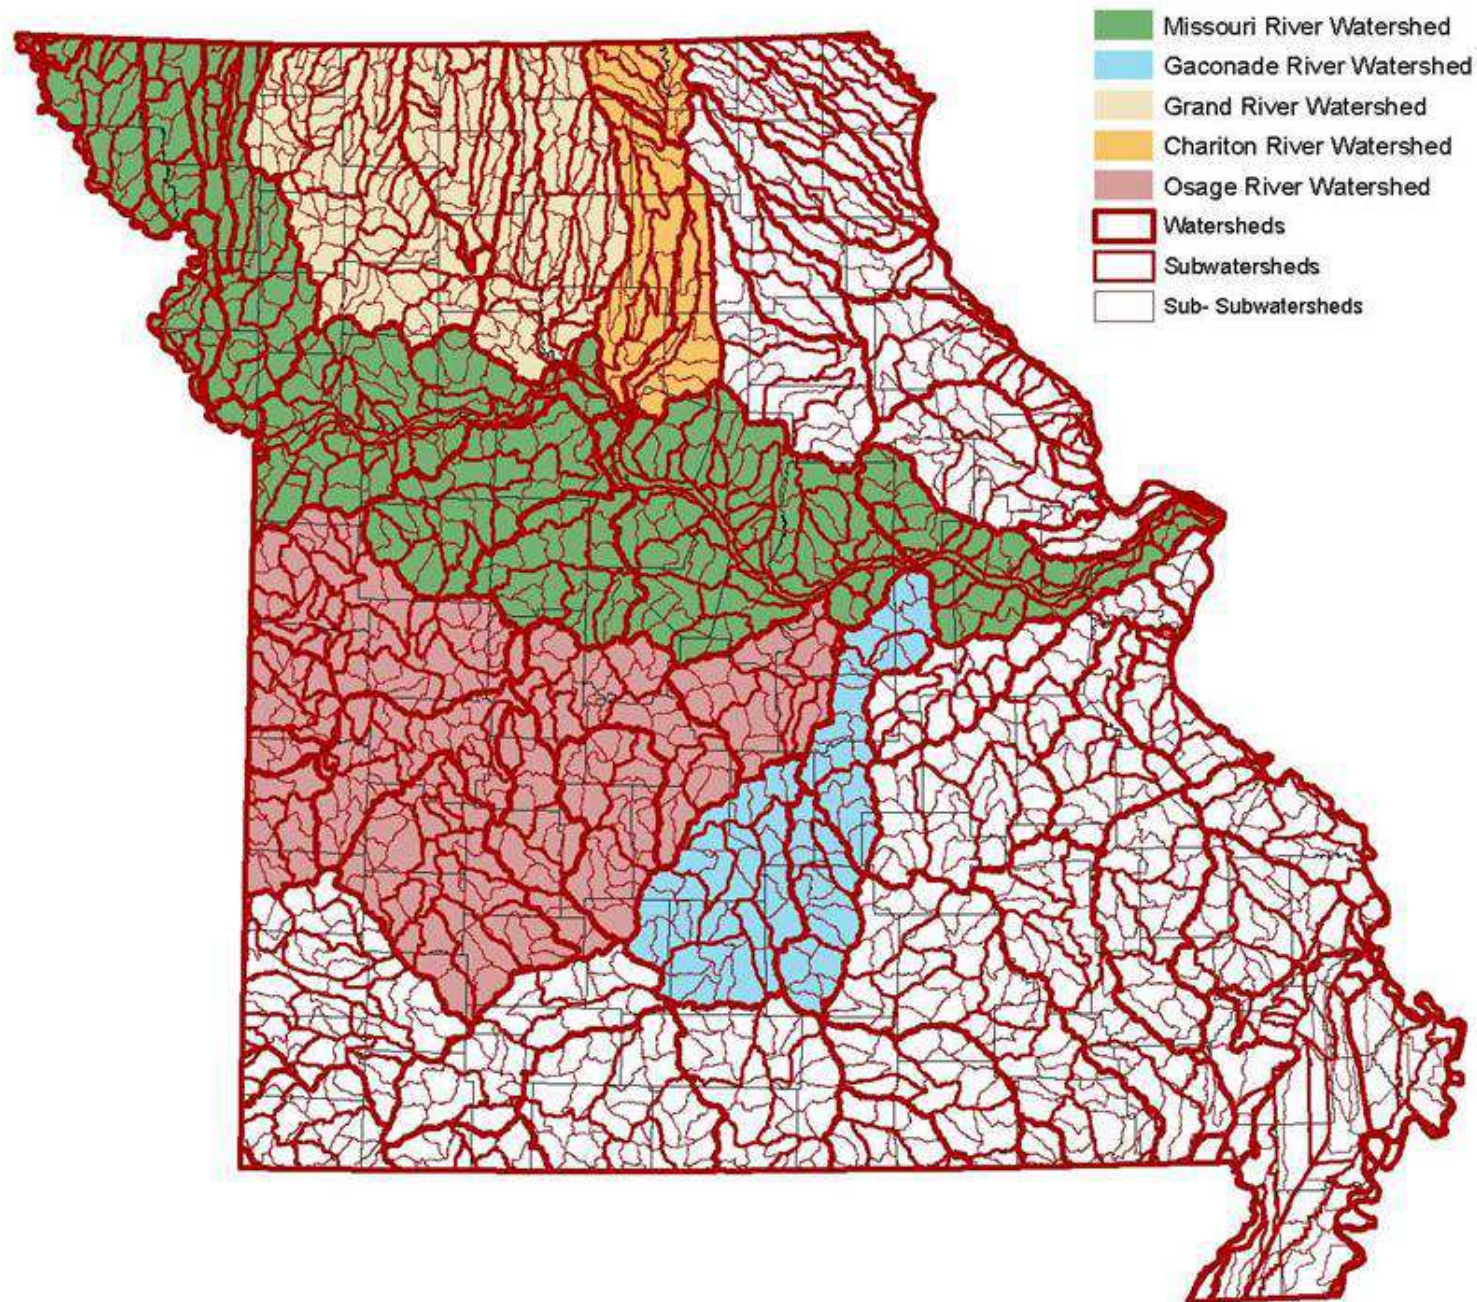 Missouri River Watershed
Gaconade River Watershed
Grand River Watershed
Chariton River Watershed
Osage River Watershed
Watersheds
Subwatersheds
Sub- Subwatersheds